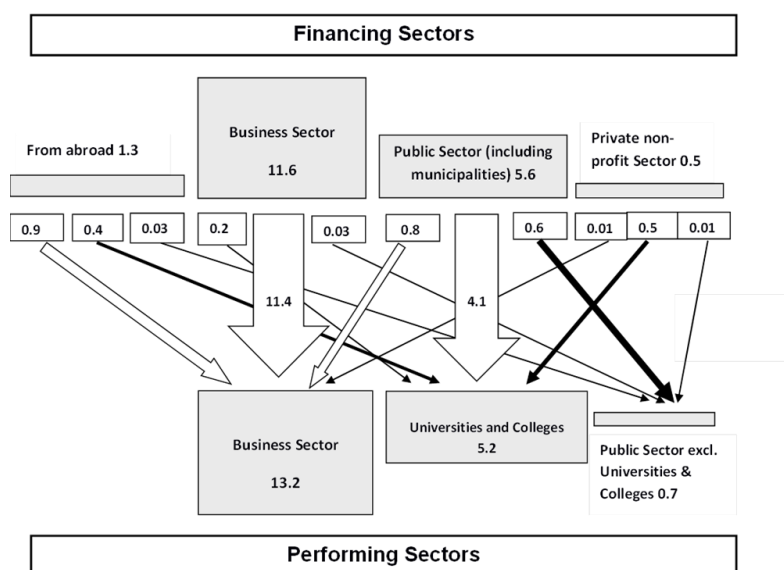 Financing Sectors
From abroad 1.3
Business Sector
11.6
Public Sector (including
municipalities) 5.6
Private non-
profit Sector 0.5
0.9
0.4
0.03
0.2
0.03
0.8
0.6
0.01
0.5
0.01
11.4
4.1
Business Sector
13.2
Universities and Colleges
5.2
Public Sector excl.
Universities &
Colleges 0.7
Performing Sectors